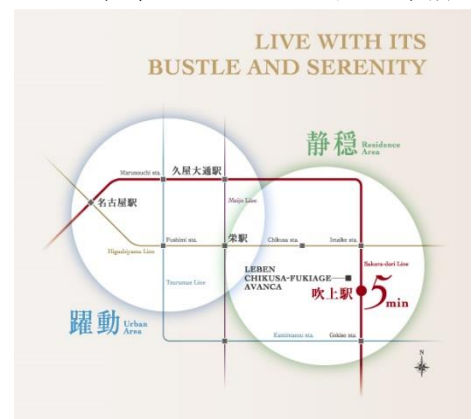 LIVE WITH ITS
BUSTLE AND SERENITY
静穏 Residence
Area
Marunouchi sta.
久屋大通駅
名古屋駅
Meijo Line
Higashiyama Line
Fushimi sta.
栄駅
Chikusa sta.
Imaike sta.
Tsurumai Line
LEBEN
CHIKUSA-FUKIAGE
AVANCA
Sakura-dori Line
吹上駅
5min
躍動 Urban
Area
Kamimaezu sta.
Gokiso sta.
N